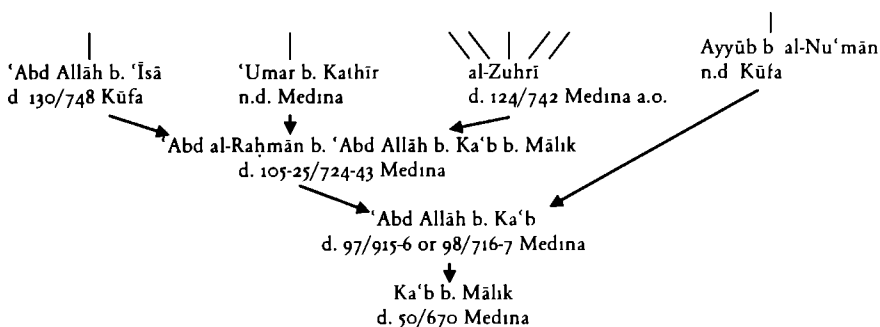 ʿAbd Allāh b. ʿĪsā
d 130/748 Kūfa
ʿUmar b. Kathīr
n.d. Medina
al-Zuhrī
d. 124/742 Medina a.o.
Ayyūb b al-Nuʿmān
n.d Kūfa
ʿAbd al-Raḥmān b. ʿAbd Allāh b. Kaʿb b. Mālik
d. 105-25/724-43 Medina
ʿAbd Allāh b. Kaʿb
d. 97/915-6 or 98/716-7 Medina
Kaʿb b. Mālik
d. 50/670 Medina